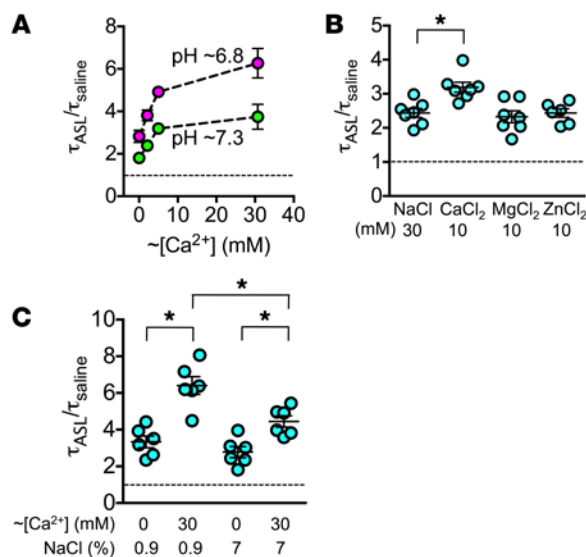 A
τASL/τsaline
8
6
4
2
0
pH ~6.8
pH ~7.3
0 10 20 30 40
~[Ca²⁺] (mM)
B
τASL/τsaline
5
4
3
2
1
0
*
NaCl CaCl₂ MgCl₂ ZnCl₂
(mM) 30 10 10 10
C
τASL/τsaline
10
8
6
4
2
0
*
* *
~[Ca²⁺] (mM) 0 30 0 30
NaCl (%) 0.9 0.9 7 7